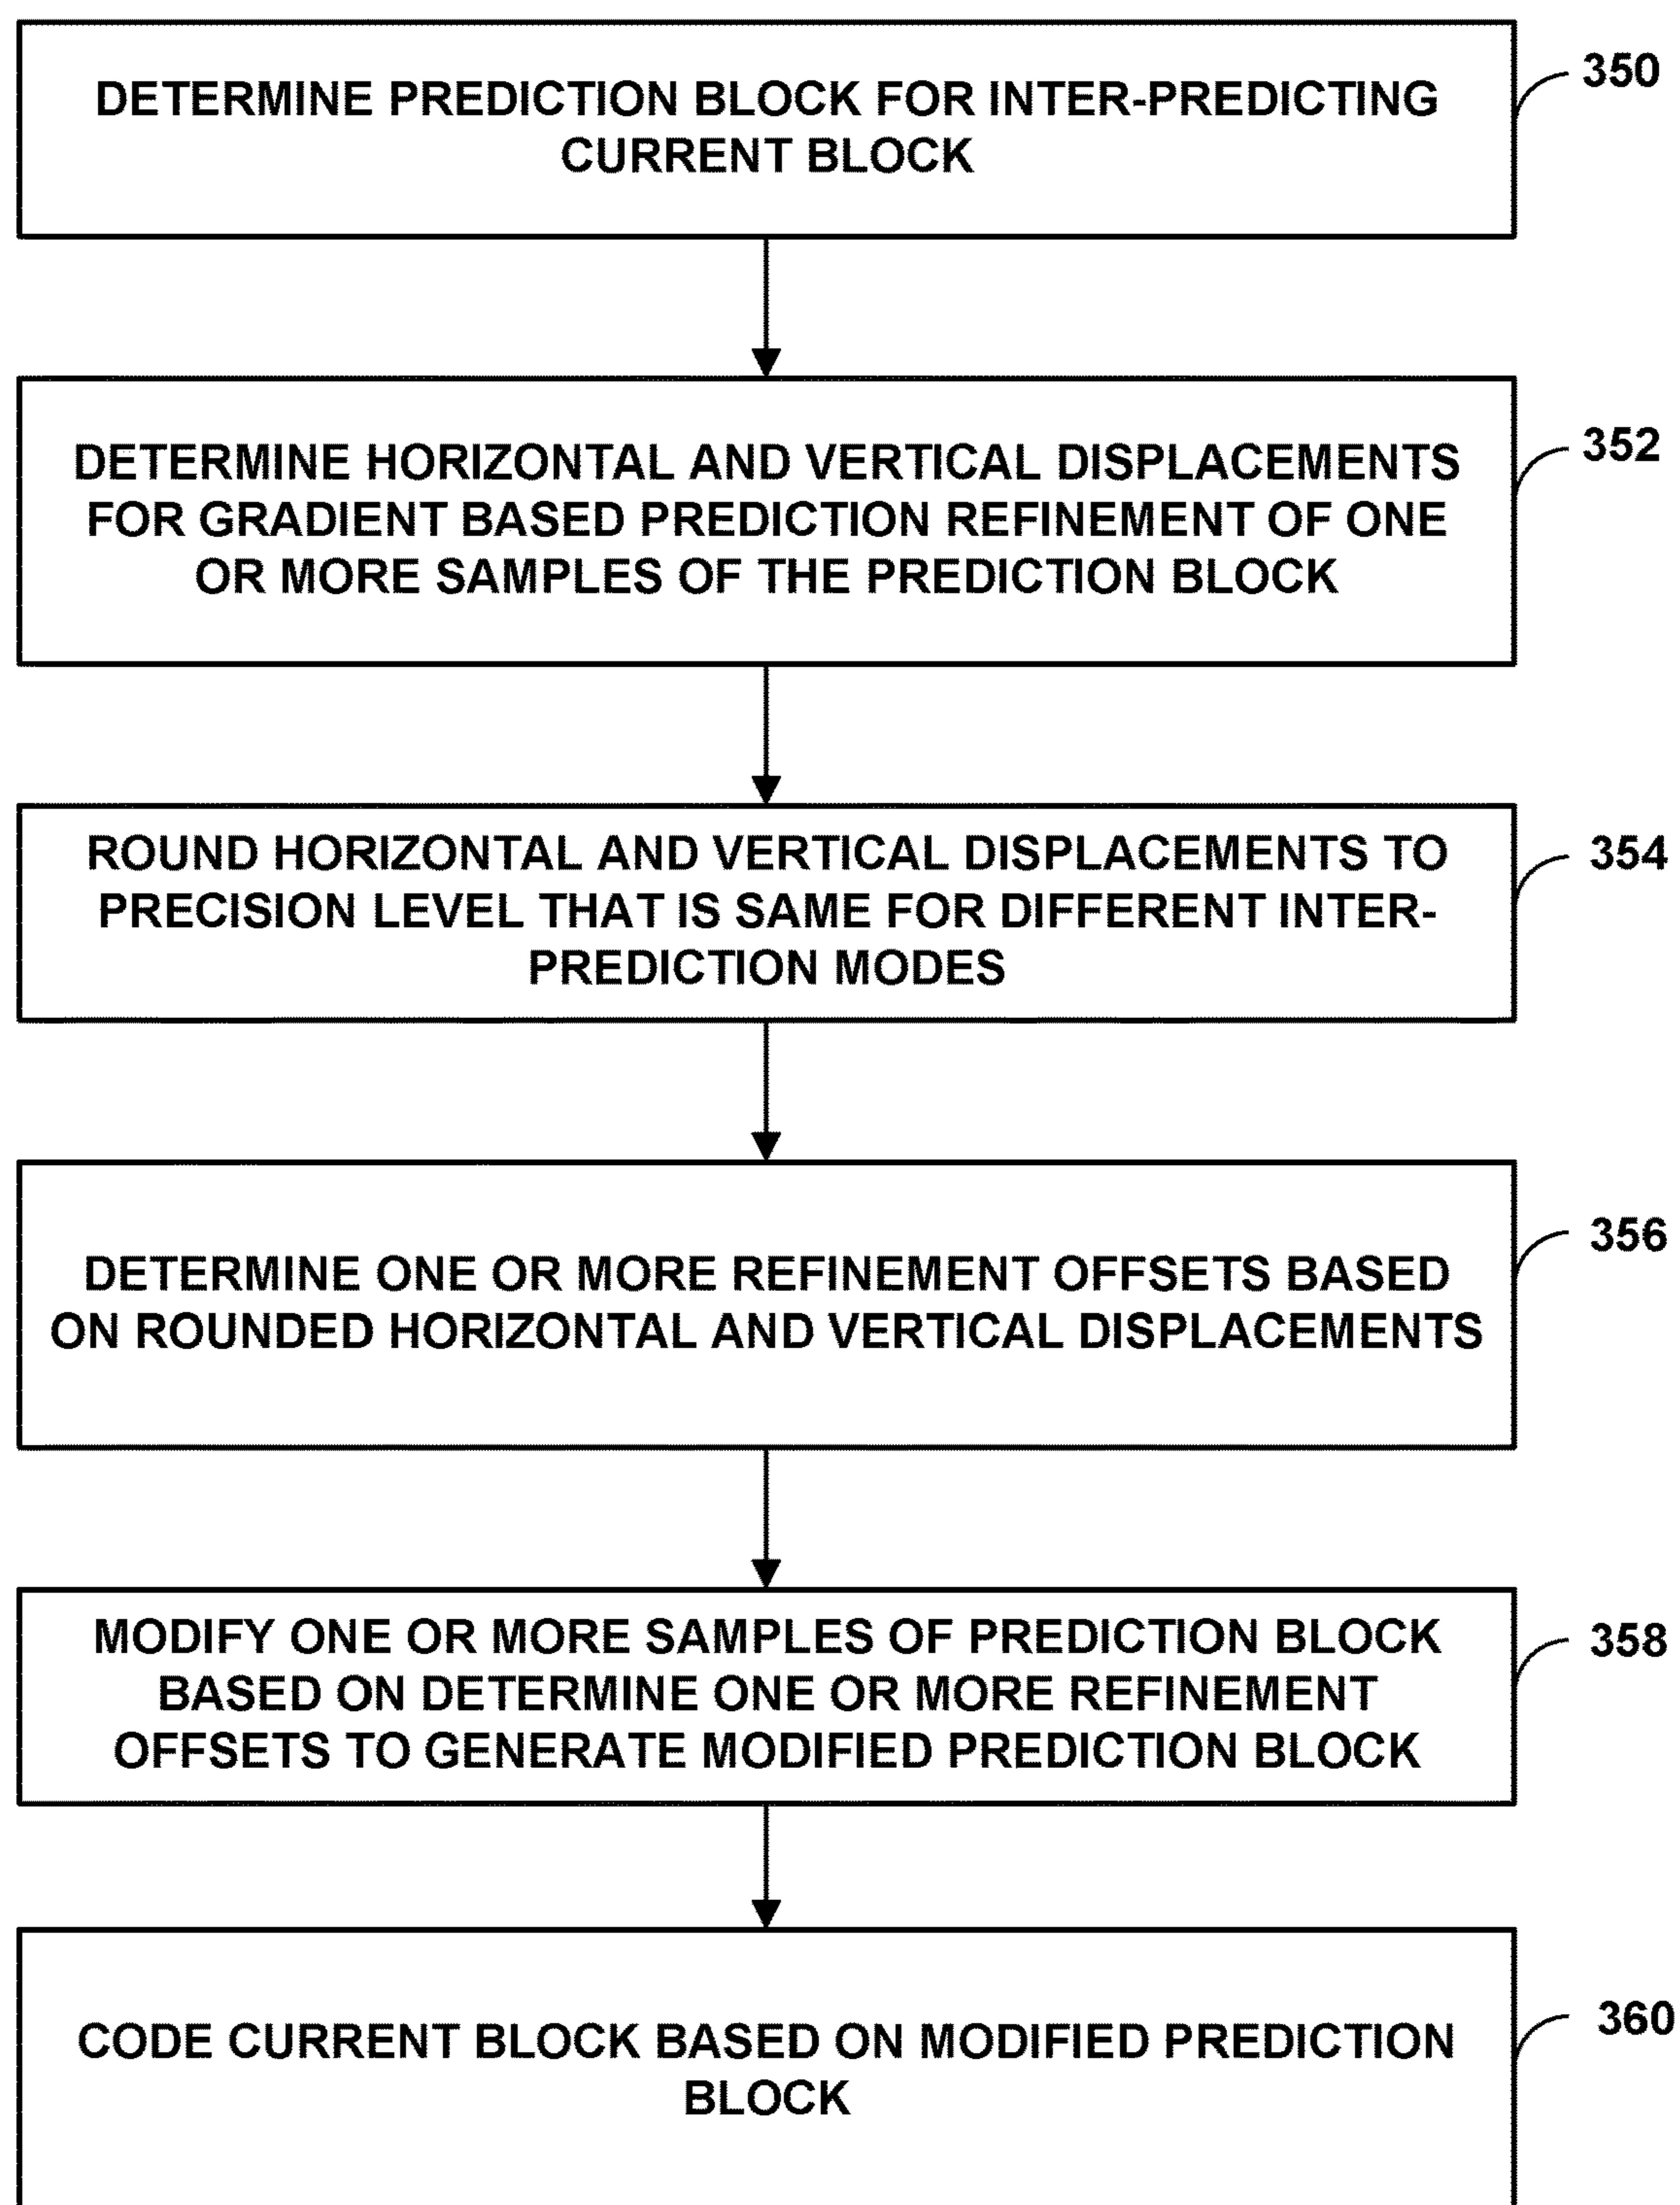 DETERMINE PREDICTION BLOCK FOR INTER-PREDICTING
CURRENT BLOCK
350
DETERMINE HORIZONTAL AND VERTICAL DISPLACEMENTS
FOR GRADIENT BASED PREDICTION REFINEMENT OF ONE
OR MORE SAMPLES OF THE PREDICTION BLOCK
352
ROUND HORIZONTAL AND VERTICAL DISPLACEMENTS TO
PRECISION LEVEL THAT IS SAME FOR DIFFERENT INTER-
PREDICTION MODES
354
DETERMINE ONE OR MORE REFINEMENT OFFSETS BASED
ON ROUNDED HORIZONTAL AND VERTICAL DISPLACEMENTS
356
MODIFY ONE OR MORE SAMPLES OF PREDICTION BLOCK
BASED ON DETERMINE ONE OR MORE REFINEMENT
OFFSETS TO GENERATE MODIFIED PREDICTION BLOCK
358
CODE CURRENT BLOCK BASED ON MODIFIED PREDICTION
BLOCK
360